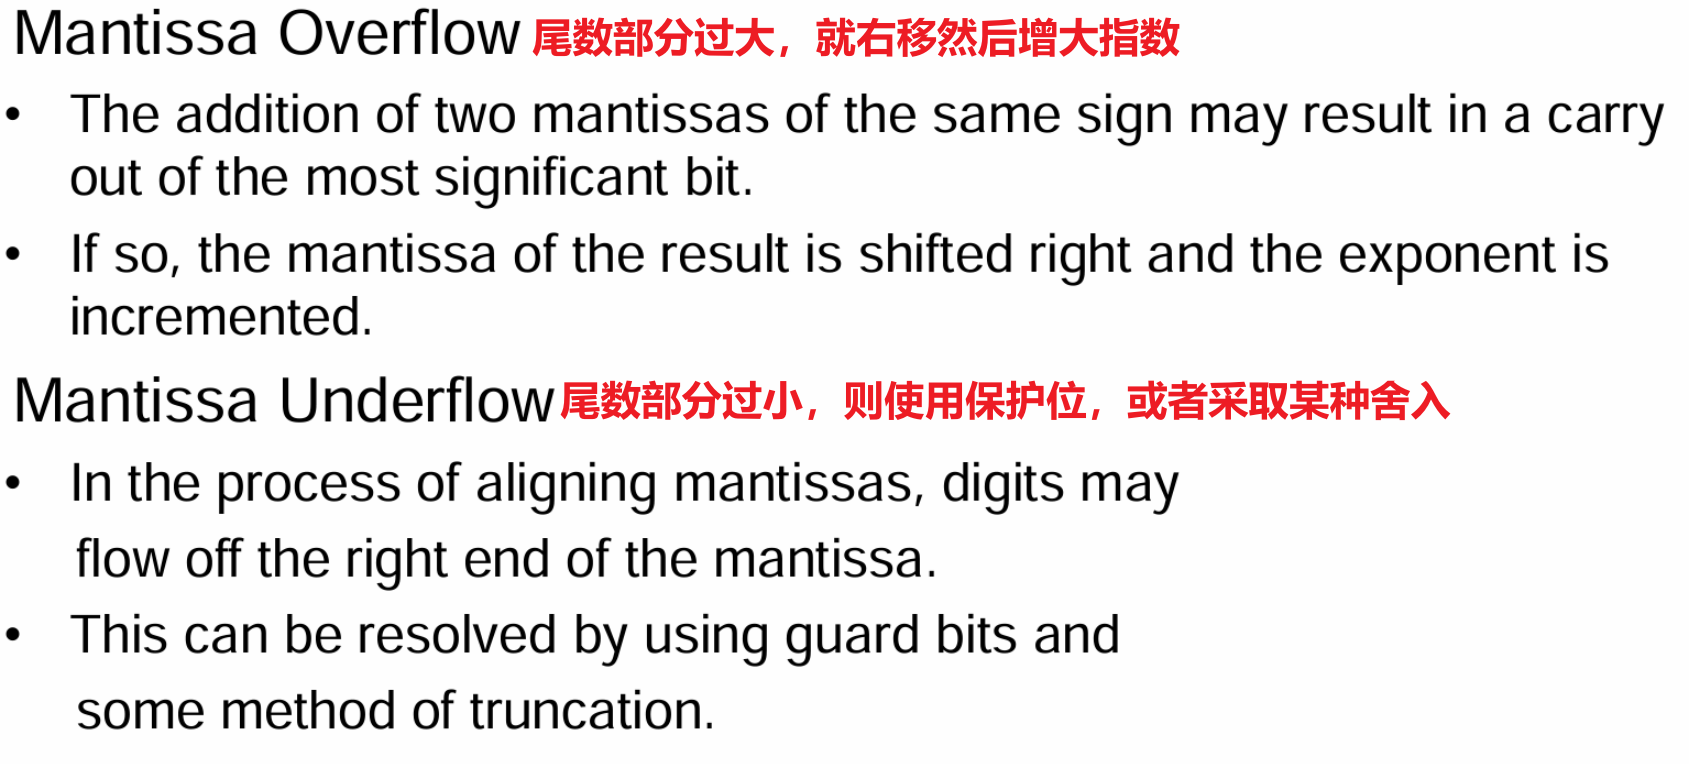 Mantissa Overflow 尾数部分过大，就右移然后增大指数
• The addition of two mantissas of the same sign may result in a carry
out of the most significant bit.
• If so, the mantissa of the result is shifted right and the exponent is
incremented.
Mantissa Underflow 尾数部分过小，则使用保护位，或者采取某种舍入
• In the process of aligning mantissas, digits may
flow off the right end of the mantissa.
• This can be resolved by using guard bits and
some method of truncation.